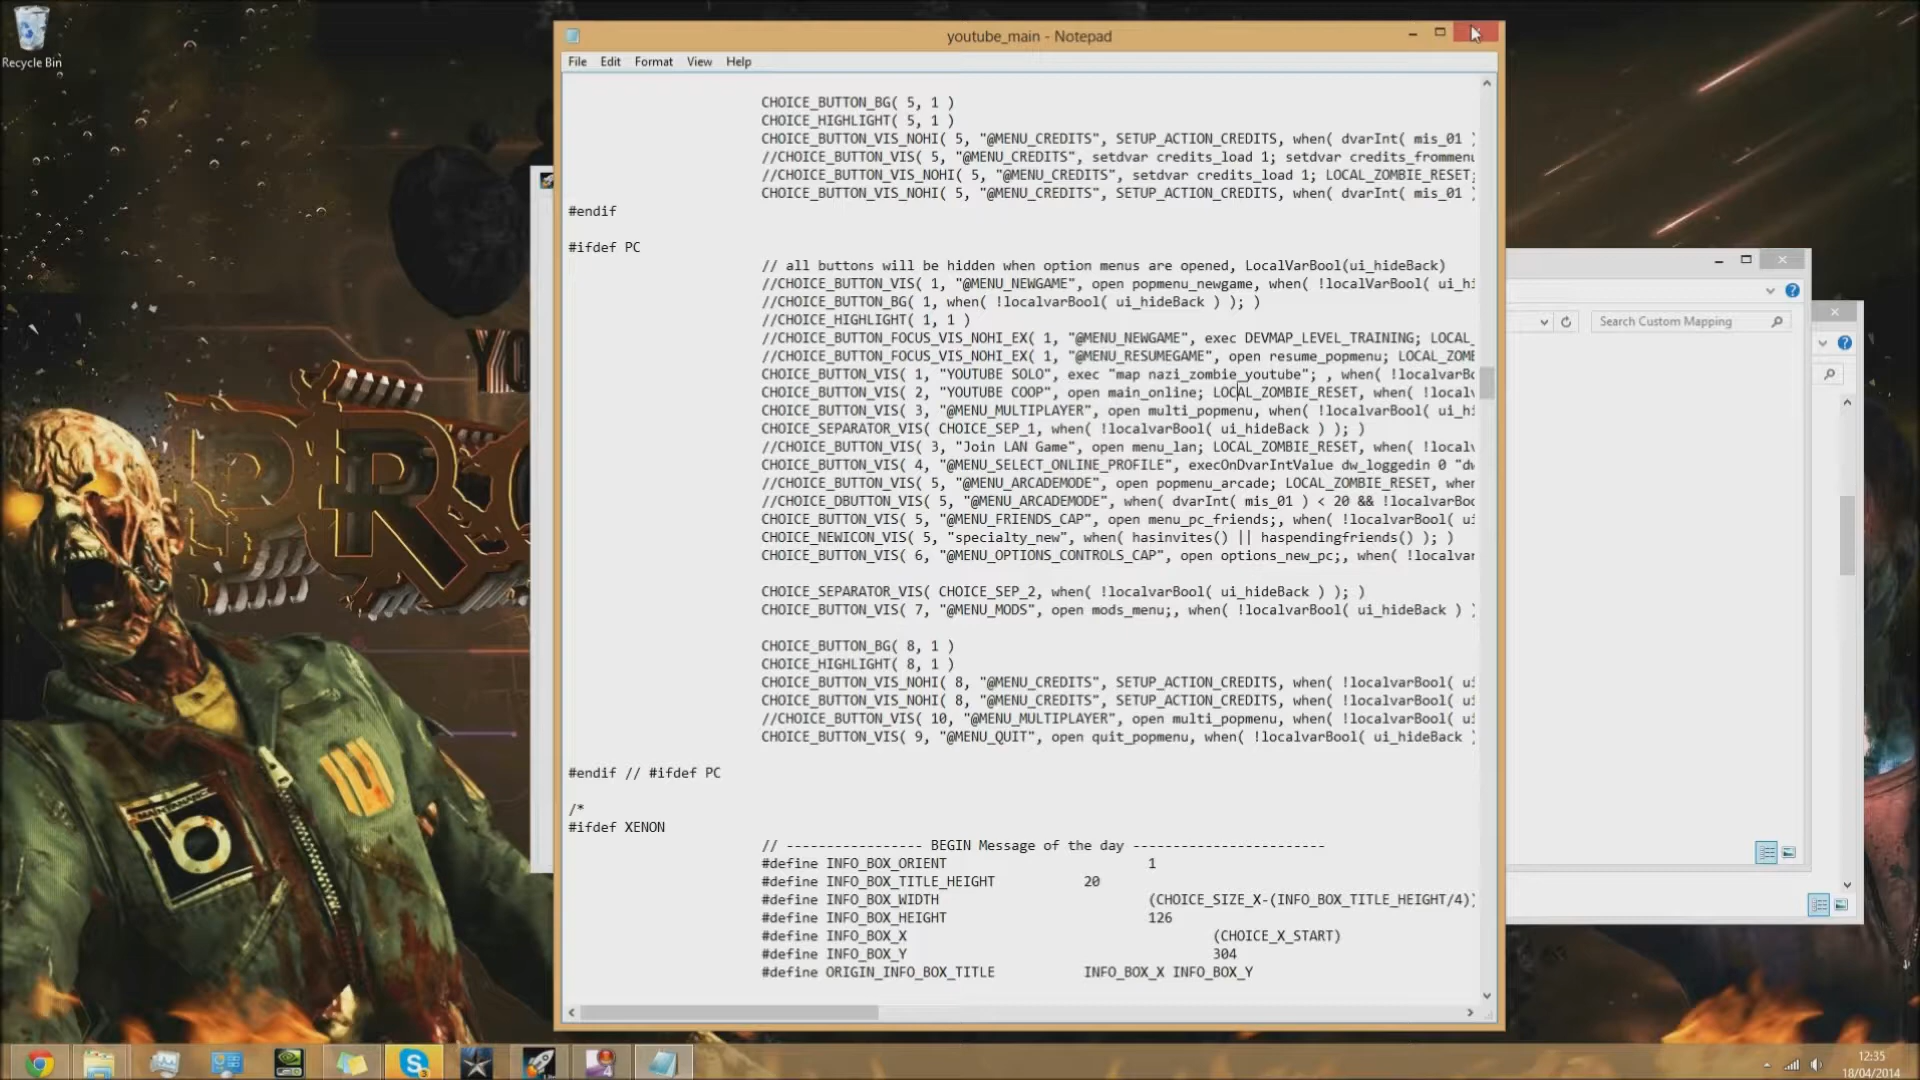 Recycle Bin
youtube_main - Notepad
File Edit Format View Help
CHOICE_BUTTON_BG( 5, 1 )
CHOICE_HIGHLIGHT( 5, 1 )
CHOICE_BUTTON_VIS_NOHI( 5, "@MENU_CREDITS", SETUP_ACTION_CREDITS, when( dvarInt( mis_01 )
//CHOICE_BUTTON_VIS( 5, "@MENU_CREDITS", setdvar credits_load 1; setdvar credits_frommenu
//CHOICE_BUTTON_VIS_NOHI( 5, "@MENU_CREDITS", setdvar credits_load 1; LOCAL_ZOMBIE_RESET;
CHOICE_BUTTON_VIS_NOHI( 5, "@MENU_CREDITS", SETUP_ACTION_CREDITS, when( dvarInt( mis_01
#endif
#ifdef PC
// all buttons will be hidden when option menus are opened, LocalVarBool(ui_hideBack)
//CHOICE_BUTTON_VIS( 1, "@MENU_NEWGAME", open popmenu_newgame, when( !localVarBool( ui_hi
//CHOICE_BUTTON_BG( 1, when( !localvarBool( ui_hideBack ) ); )
//CHOICE_HIGHLIGHT( 1, 1 )
//CHOICE_BUTTON_FOCUS_VIS_NOHI_EX( 1, "@MENU_NEWGAME", exec DEVMAP_LEVEL_TRAINING; LOCAL_
//CHOICE_BUTTON_FOCUS_VIS_NOHI_EX( 1, "@MENU_RESUMEGAME", open resume_popmenu; LOCAL_ZOM
CHOICE_BUTTON_VIS( 1, "YOUTUBE SOLO", exec "map nazi_zombie_youtube"; , when( !localvarBo
CHOICE_BUTTON_VIS( 2, "YOUTUBE COOP", open main_online; LOCAL_ZOMBIE_RESET, when( !local
CHOICE_BUTTON_VIS( 3, "@MENU_MULTIPLAYER", open multi_popmenu, when( !localvarBool( ui_hi
CHOICE_SEPARATOR_VIS( CHOICE_SEP_1, when( !localvarBool( ui_hideBack ) ); )
//CHOICE_BUTTON_VIS( 3, "Join LAN Game", open menu_lan; LOCAL_ZOMBIE_RESET, when( !localv
CHOICE_BUTTON_VIS( 4, "@MENU_SELECT_ONLINE_PROFILE", execOnDvarIntValue dw_loggedin 0 "d
//CHOICE_BUTTON_VIS( 5, "@MENU_ARCADEMODE", open popmenu_arcade; LOCAL_ZOMBIE_RESET, when
//CHOICE_DBUTTON_VIS( 5, "@MENU_ARCADEMODE", when( dvarInt( mis_01 ) < 20 && !localvarBoo
CHOICE_BUTTON_VIS( 5, "@MENU_FRIENDS_CAP", open menu_pc_friends;, when( !localvarBool( ui
CHOICE_NEWICON_VIS( 5, "specialty_new", when( hasinvites() || haspendingfriends() ); )
CHOICE_BUTTON_VIS( 6, "@MENU_OPTIONS_CONTROLS_CAP", open options_new_pc;, when( !localvar
CHOICE_SEPARATOR_VIS( CHOICE_SEP_2, when( !localvarBool( ui_hideBack ) ); )
CHOICE_BUTTON_VIS( 7, "@MENU_MODS", open mods_menu;, when( !localvarBool( ui_hideBack )
CHOICE_BUTTON_BG( 8, 1 )
CHOICE_HIGHLIGHT( 8, 1 )
CHOICE_BUTTON_VIS_NOHI( 8, "@MENU_CREDITS", SETUP_ACTION_CREDITS, when( !localvarBool( ui
CHOICE_BUTTON_VIS_NOHI( 8, "@MENU_CREDITS", SETUP_ACTION_CREDITS, when( !localvarBool( ui
//CHOICE_BUTTON_VIS( 10, "@MENU_MULTIPLAYER", open multi_popmenu, when( !localvarBool( ui
CHOICE_BUTTON_VIS( 9, "@MENU_QUIT", open quit_popmenu, when( !localvarBool( ui_hideBack )
#endif // #ifdef PC
/*
#ifdef XENON
// ----------------- BEGIN Message of the day ------------------------
#define INFO_BOX_ORIENT 1
#define INFO_BOX_TITLE_HEIGHT 20
#define INFO_BOX_WIDTH (CHOICE_SIZE_X-(INFO_BOX_TITLE_HEIGHT/4))
#define INFO_BOX_HEIGHT 126
#define INFO_BOX_X (CHOICE_X_START)
#define INFO_BOX_Y 304
#define ORIGIN_INFO_BOX_TITLE INFO_BOX_X INFO_BOX_Y
Search Custom Mapping
YO
PRO
12:35
18/04/2014